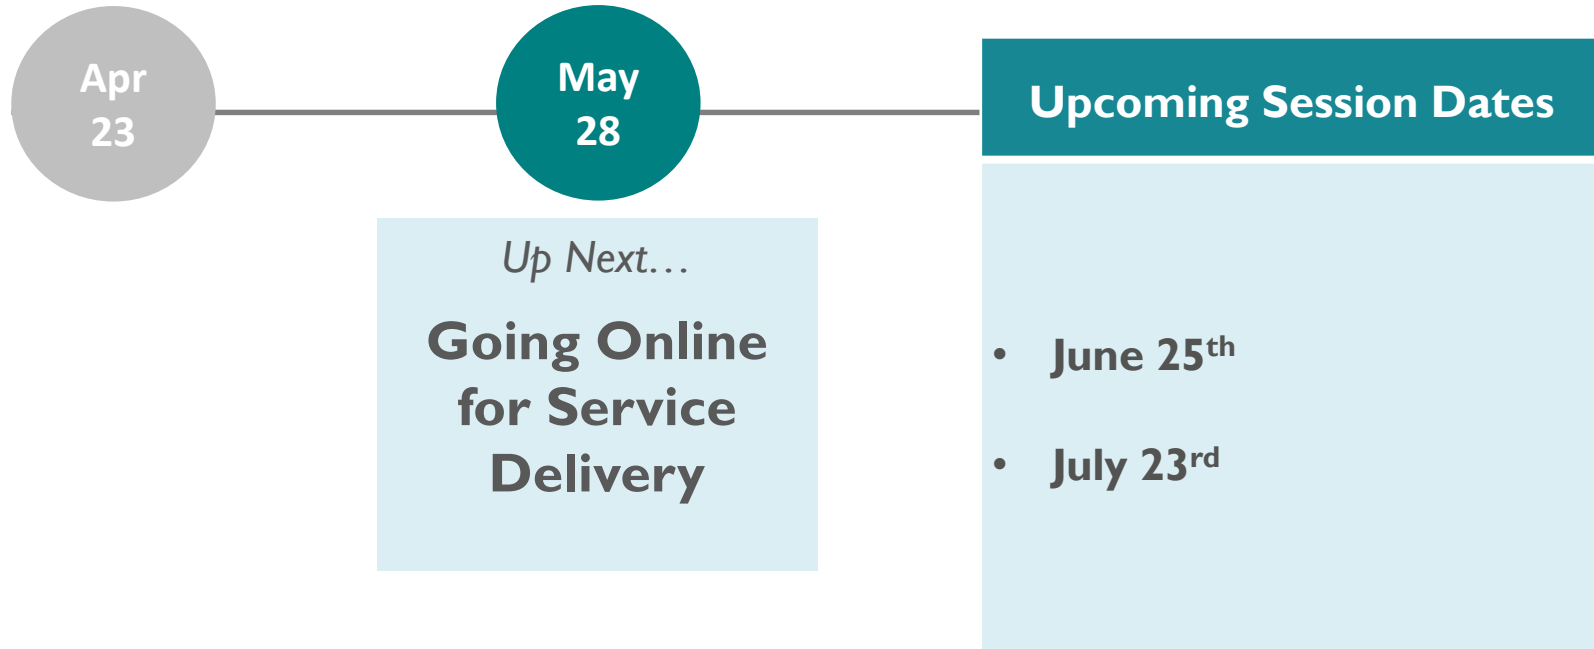 Apr
23
May
28
Up Next…
Going Online
for Service
Delivery
Upcoming Session Dates
• June 25th
• July 23rd